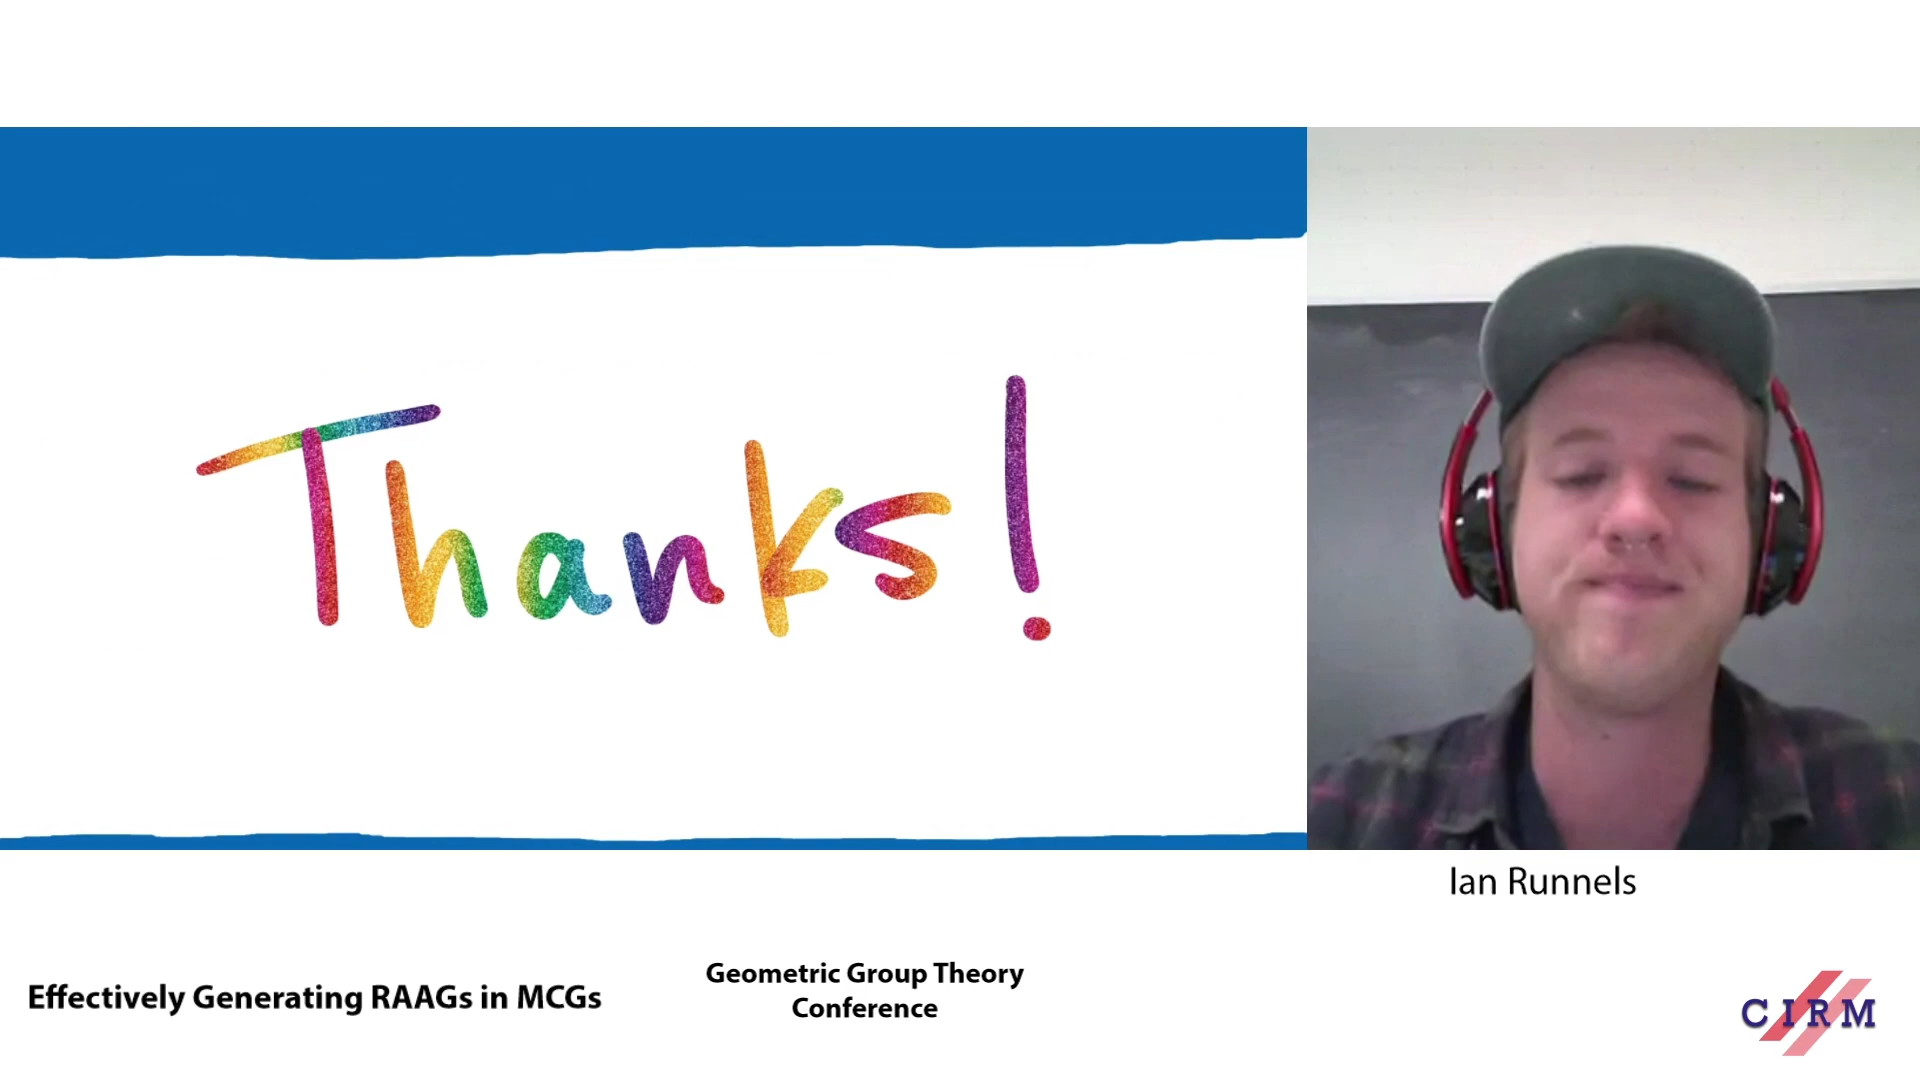 Thanks!
Ian Runnels
Effectively Generating RAAGs in MCGs
Geometric Group Theory
Conference
CIRM